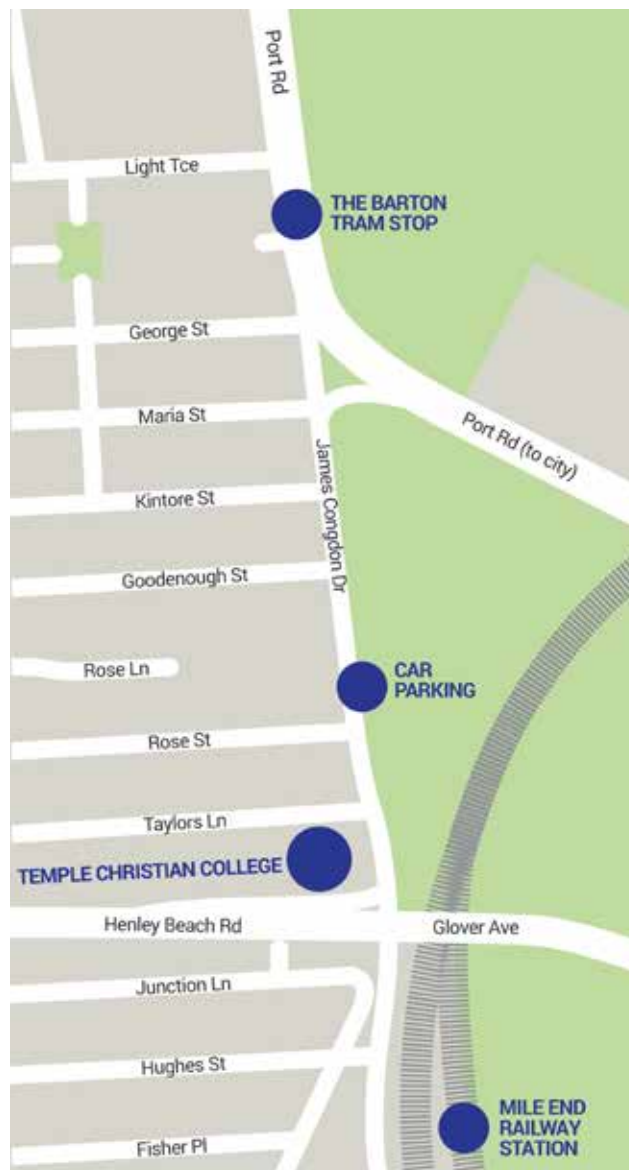 Port Rd
Light Tce
THE BARTON
TRAM STOP
George St
Maria St
Port Rd (to city)
James Congdon Dr
Kintore St
Goodenough St
Rose Ln
CAR
PARKING
Rose St
Taylors Ln
TEMPLE CHRISTIAN COLLEGE
Henley Beach Rd
Glover Ave
Junction Ln
Hughes St
MILE END
RAILWAY
STATION
Fisher Pl